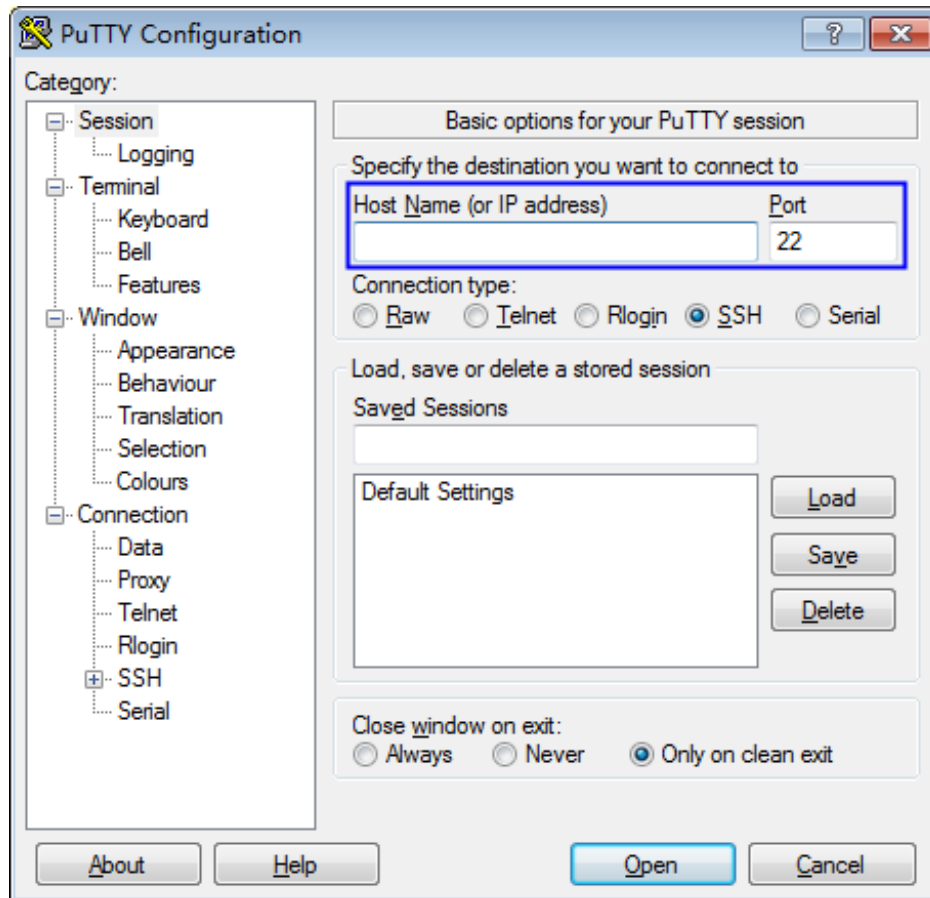 PuTTY Configuration
Category:
Session
Logging
Terminal
Keyboard
Bell
Features
Window
Appearance
Behaviour
Translation
Selection
Colours
Connection
Data
Proxy
Telnet
Rlogin
SSH
Serial
Basic options for your PuTTY session
Specify the destination you want to connect to
Host Name (or IP address) Port
22
Connection type:
Raw Telnet Rlogin SSH Serial
Load, save or delete a stored session
Saved Sessions
Default Settings
Load
Save
Delete
Close window on exit:
Always Never Only on clean exit
About Help Open Cancel